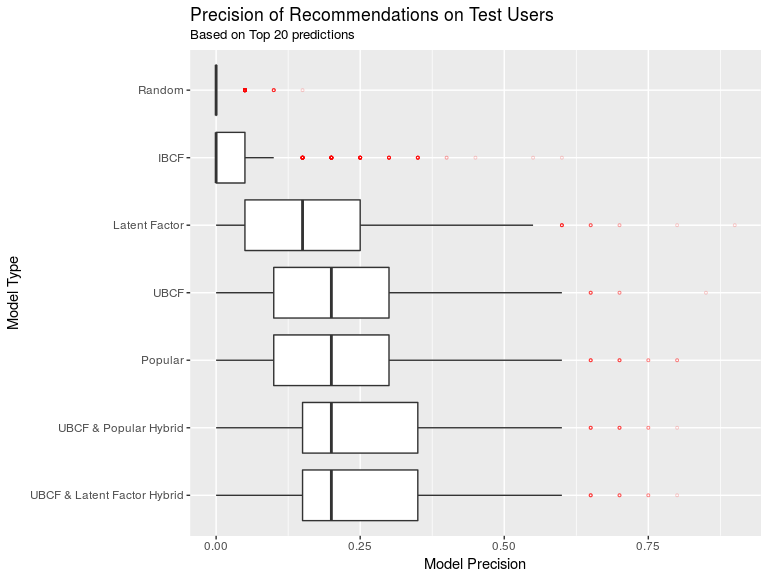 Precision of Recommendations on Test Users
Based on Top 20 predictions
Model Type
Random
IBCF
Latent Factor
UBCF
Popular
UBCF & Popular Hybrid
UBCF & Latent Factor Hybrid
0.00 0.25 0.50 0.75
Model Precision